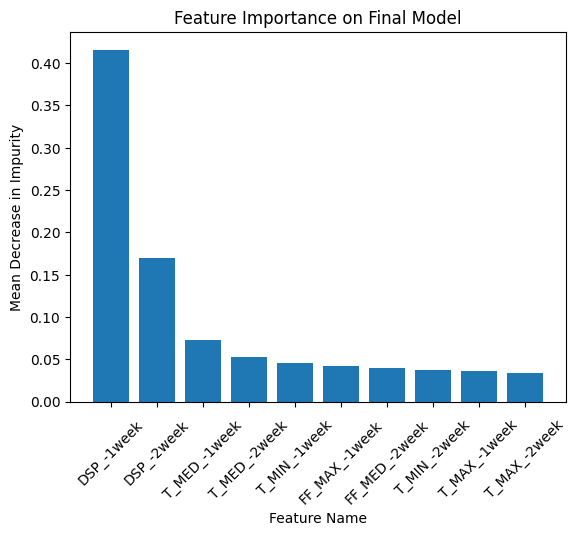 Feature Importance on Final Model
Mean Decrease in Impurity
0.40
0.35
0.30
0.25
0.20
0.15
0.10
0.05
0.00
DSP_-1week
DSP_-2week
T_MED_-1week
T_MED_-2week
T_MIN_-1week
FF_MAX_-1week
FF_MED_-2week
T_MIN_-2week
T_MAX_-1week
T_MAX_-2week
Feature Name